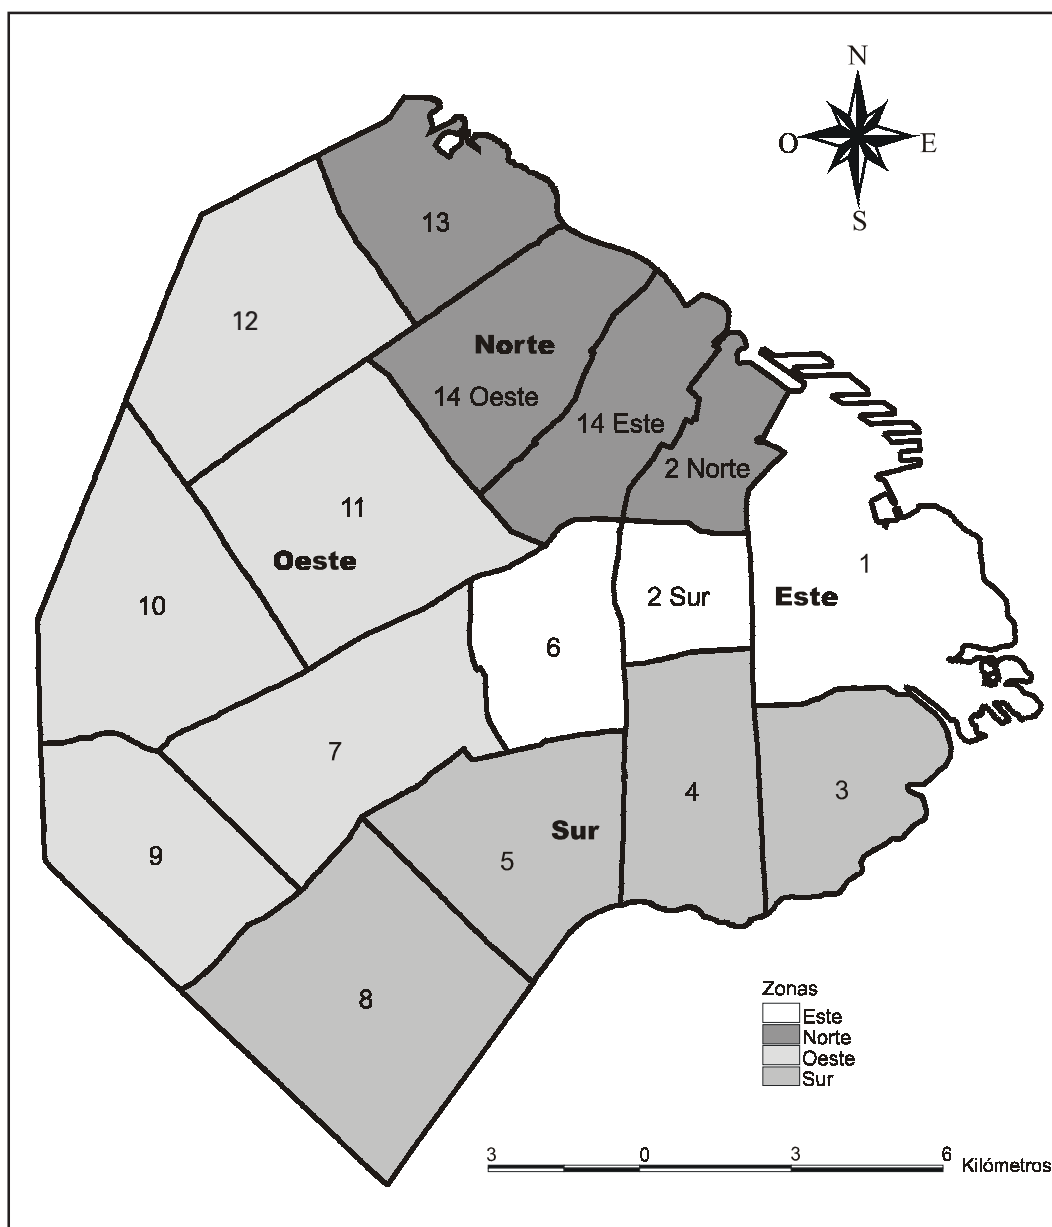 N
O
E
S
13
12
Norte
14 Oeste
14 Este
2 Norte
11
Oeste
1
10
2 Sur
Este
6
7
4
3
Sur
9
5
8
Zonas
Este
Norte
Oeste
Sur
3 0 3 6 Kilómetros